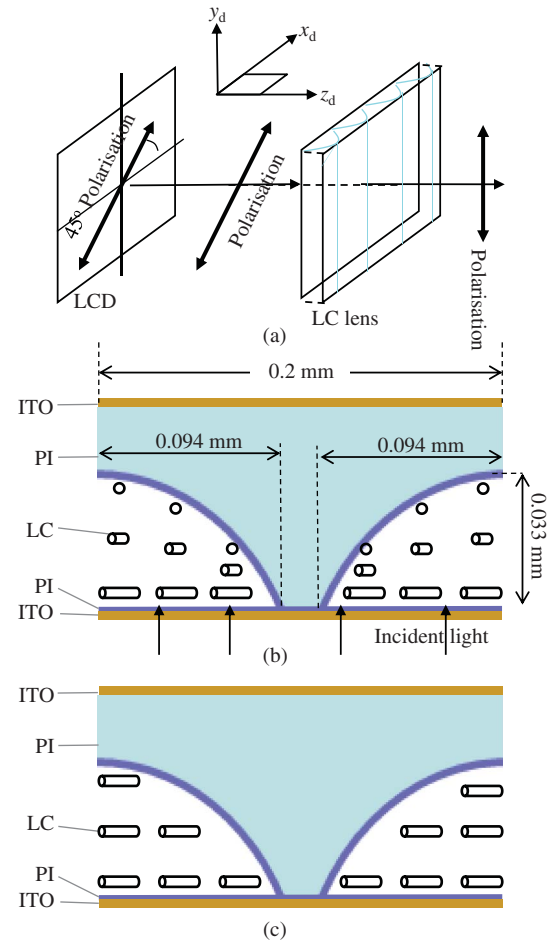 y_d
x_d
z_d
45° Polarisation
Polarisation
Polarisation
LCD
LC lens
(a)
0.2 mm
ITO
0.094 mm
0.094 mm
PI
LC
0.033 mm
PI
ITO
Incident light
(b)
ITO
PI
LC
PI
ITO
(c)